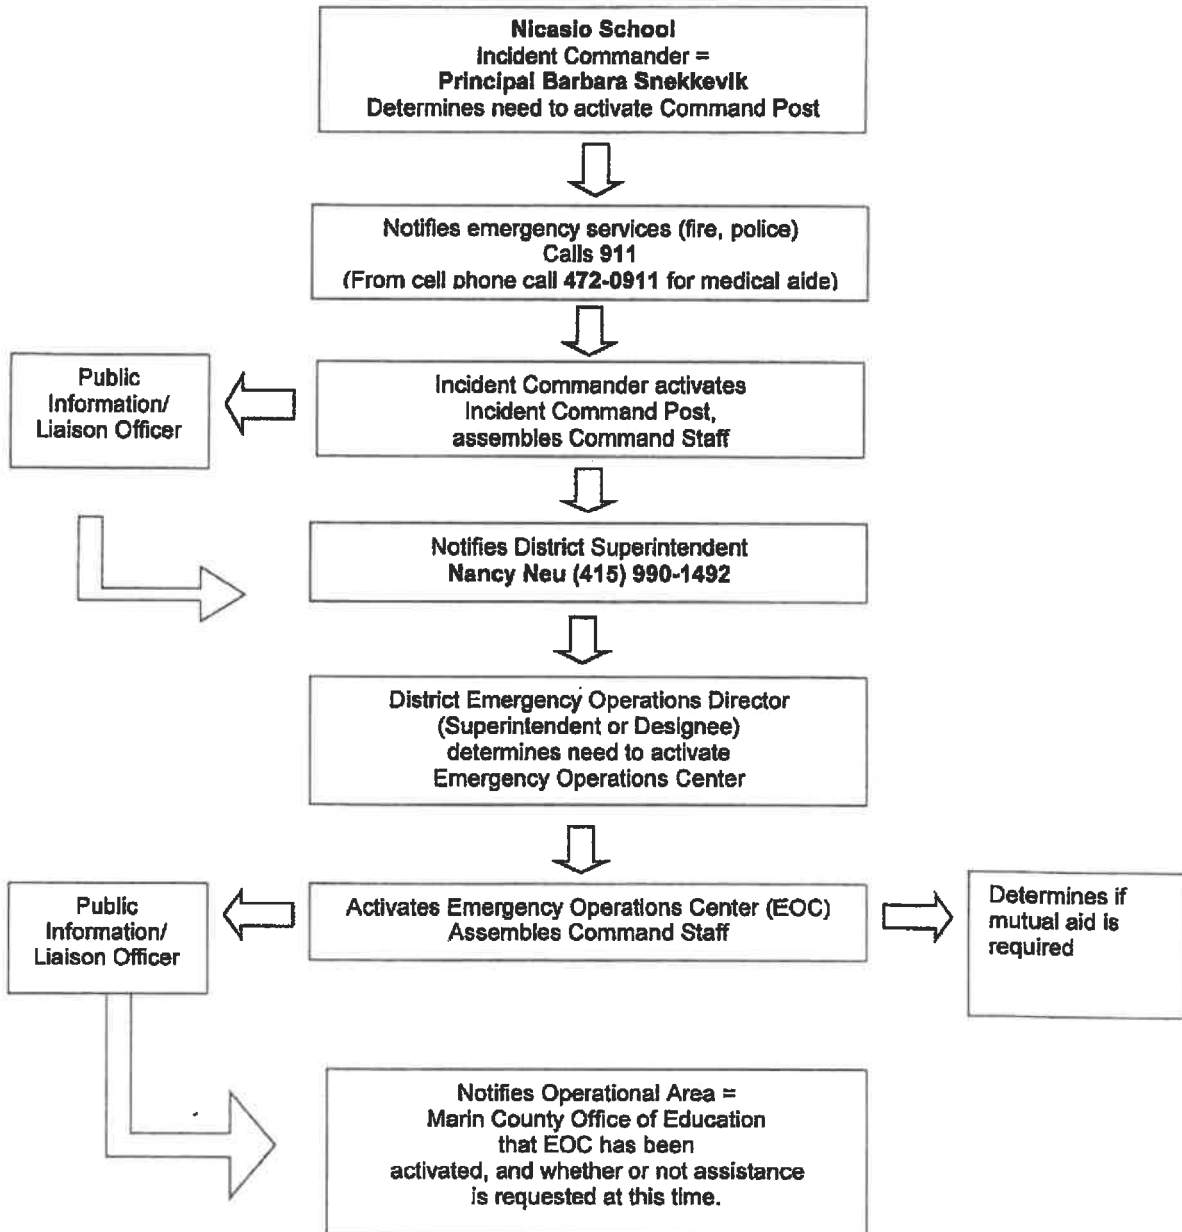 Nicasio School
Incident Commander =
Principal Barbara Snekkevik
Determines need to activate Command Post
Notifies emergency services (fire, police)
Calls 911
(From cell phone call 472-0911 for medical aide)
Public
Information/
Liaison Officer
Incident Commander activates
Incident Command Post,
assembles Command Staff
Notifies District Superintendent
Nancy Neu (415) 990-1492
District Emergency Operations Director
(Superintendent or Designee)
determines need to activate
Emergency Operations Center
Public
Information/
Liaison Officer
Activates Emergency Operations Center (EOC)
Assembles Command Staff
Determines if
mutual aid is
required
Notifies Operational Area =
Marin County Office of Education
that EOC has been
activated, and whether or not assistance
is requested at this time.